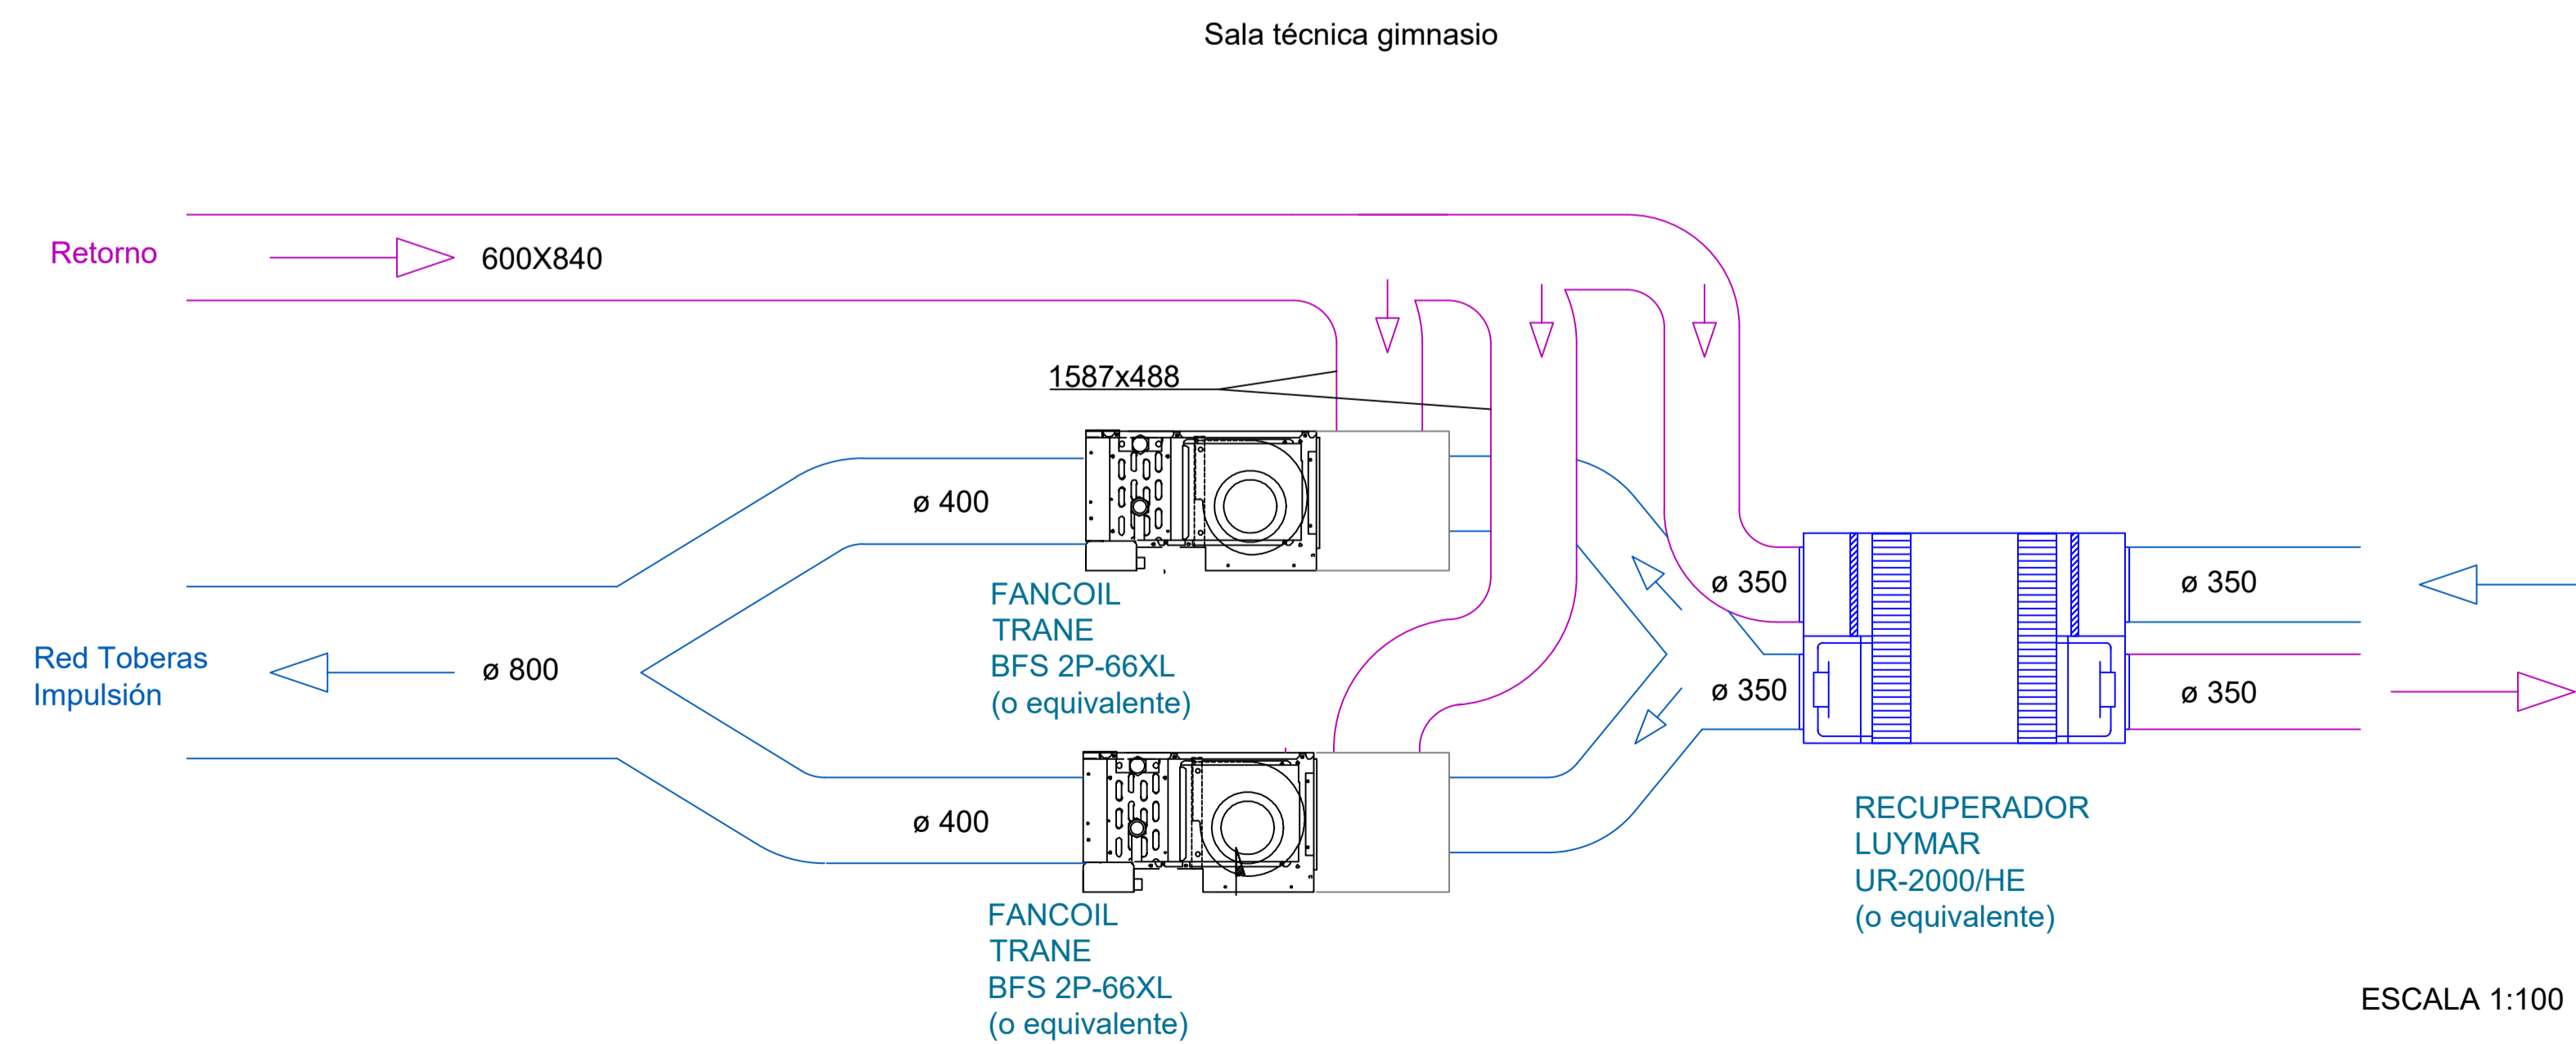 Sala técnica gimnasio
Retorno
600X840
1587x488
ø 400
FANCOIL
TRANE
BFS 2P-66XL
(o equivalente)
ø 350
ø 350
Red Toberas
Impulsión
ø 800
ø 350
ø 350
ø 400
RECUPERADOR
LUYMAR
UR-2000/HE
(o equivalente)
FANCOIL
TRANE
BFS 2P-66XL
(o equivalente)
ESCALA 1:100